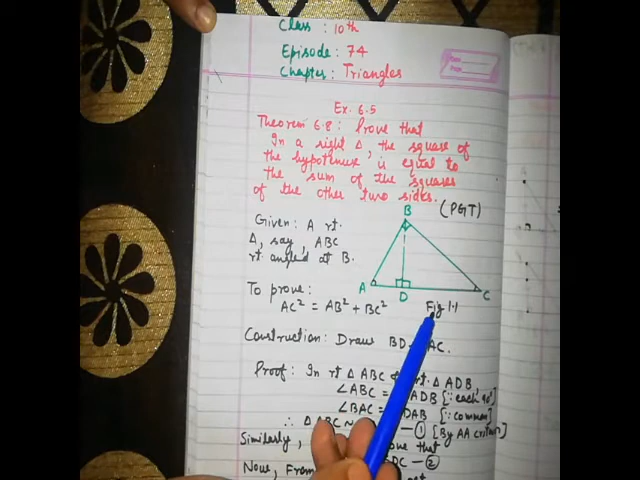 Class : 10th
Episode : 74
Chapter : Triangles
Ex. 6.5
Theorem 6.8 : Prove that
In a right Δ, the square of
the hypotenuse is equal to
the sum of the squares
of the other two sides.
(PGT)
Given : A rt.
Δ, say, ABC
rt angled at B.
B
A
D
C
Fig 1.1
To prove :
AC² = AB² + BC²
Construction : Draw BD AC.
Proof : In rt Δ ABC rt. Δ ADB,
∠ABC = ADB [∵ each 90°]
∠BAC = DAB [∵ common]
∴ Δ ABC ~ — ① [By AA criterion]
Similarly, prove that
DC — ②
Now, From